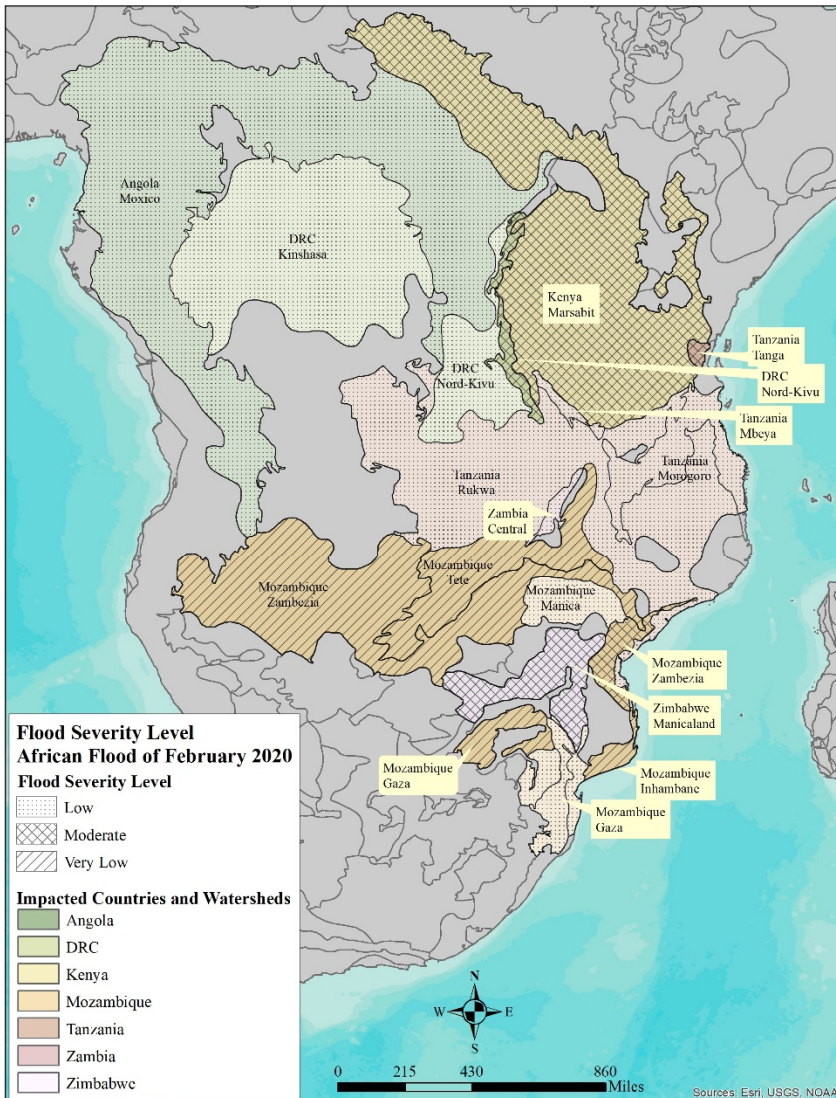 Angola
Moxico
DRC
Kinshasa
Kenya
Marsabit
Tanzania
Tanga
DRC
Nord-Kivu
DRC
Nord-Kivu
Tanzania
Mbeya
Tanzania
Rukwa
Tanzania
Morogoro
Zambia
Central
Mozambique
Zambezia
Mozambique
Tete
Mozambique
Manica
Mozambique
Zambezia
Zimbabwe
Manicaland
Mozambique
Gaza
Mozambique
Inhambane
Mozambique
Gaza
Flood Severity Level
African Flood of February 2020
Flood Severity Level
Low
Moderate
Very Low
Impacted Countries and Watersheds
Angola
DRC
Kenya
Mozambique
Tanzania
Zambia
Zimbabwe
N
W E
S
0 215 430 860
Miles
Sources: Esri, USGS, NOAA